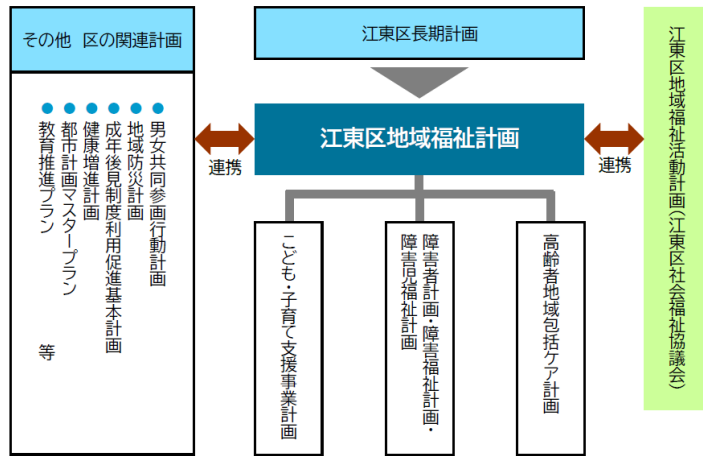 その他 区の関連計画
● 男女共同参画行動計画
● 地域防災計画
● 成年後見制度利用促進基本計画
● 健康増進計画
● 都市計画マスタープラン
● 教育推進プラン 等
江東区長期計画
江東区地域福祉計画
連携
連携
こども・子育て支援事業計画
障害者計画・障害福祉計画・
障害児福祉計画
高齢者地域包括ケア計画
江東区地域福祉活動計画(江東区社会福祉協議会)